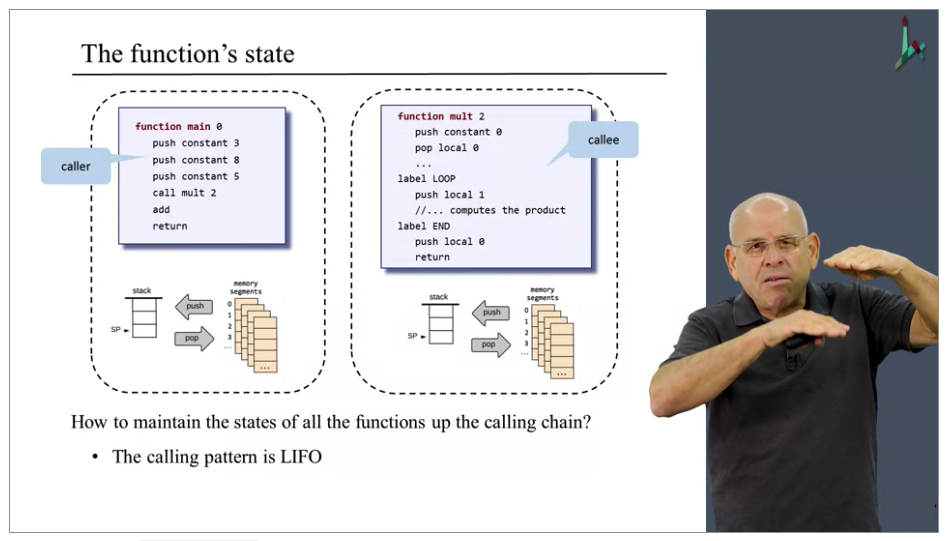 The function's state
function main 0
push constant 3
push constant 8
push constant 5
call mult 2
add
return
caller
function mult 2
push constant 0
pop local 0
...
label LOOP
push local 1
//... computes the product
label END
push local 0
return
callee
stack
SP
push
pop
memory
segments
0
1
2
3
...
...
stack
SP
push
pop
memory
segments
0
1
2
3
...
...
How to maintain the states of all the functions up the calling chain?
• The calling pattern is LIFO